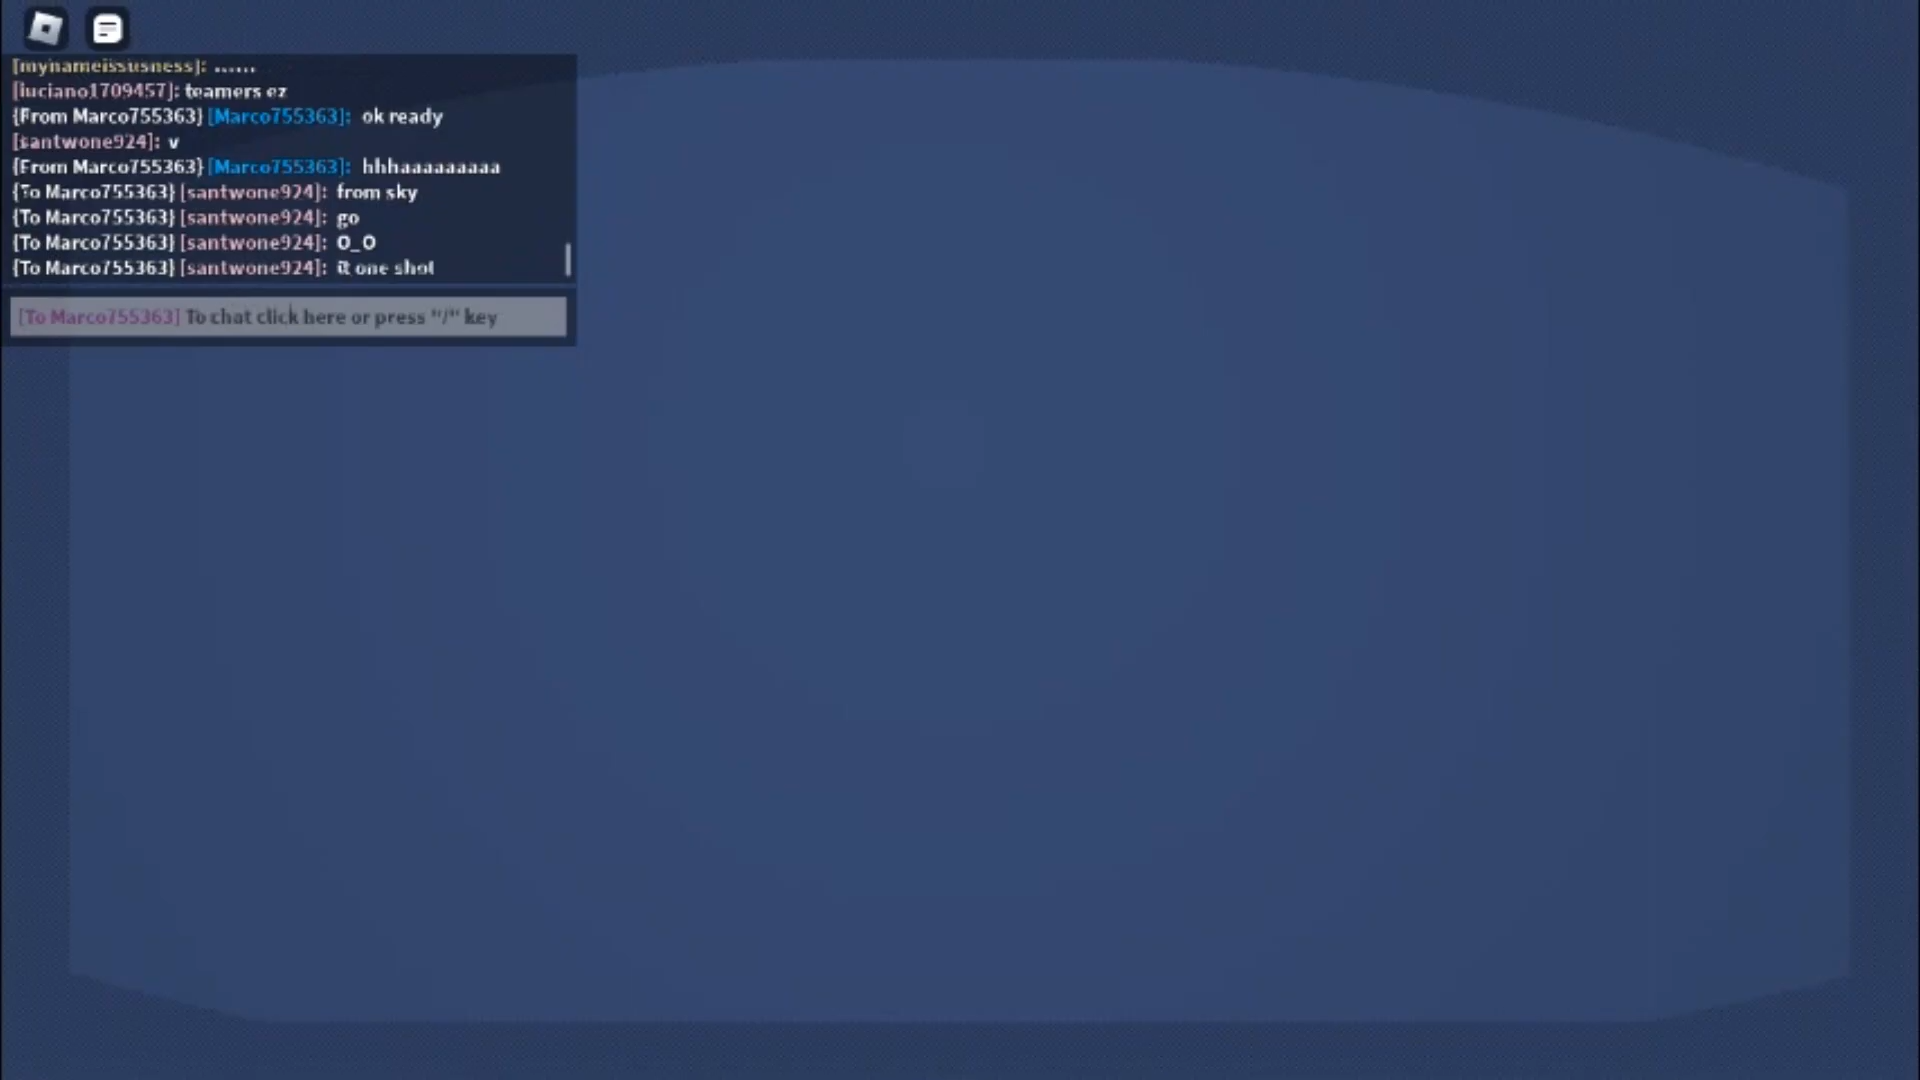 [mynameissusness]: ......
[luciano1709457]: teamers ez
{From Marco755363} [Marco755363]: ok ready
[santwone924]: v
{From Marco755363} [Marco755363]: hhhaaaaaaaaa
{To Marco755363} [santwone924]: from sky
{To Marco755363} [santwone924]: go
{To Marco755363} [santwone924]: O_O
{To Marco755363} [santwone924]: it one shot
[To Marco755363] To chat click here or press "/" key